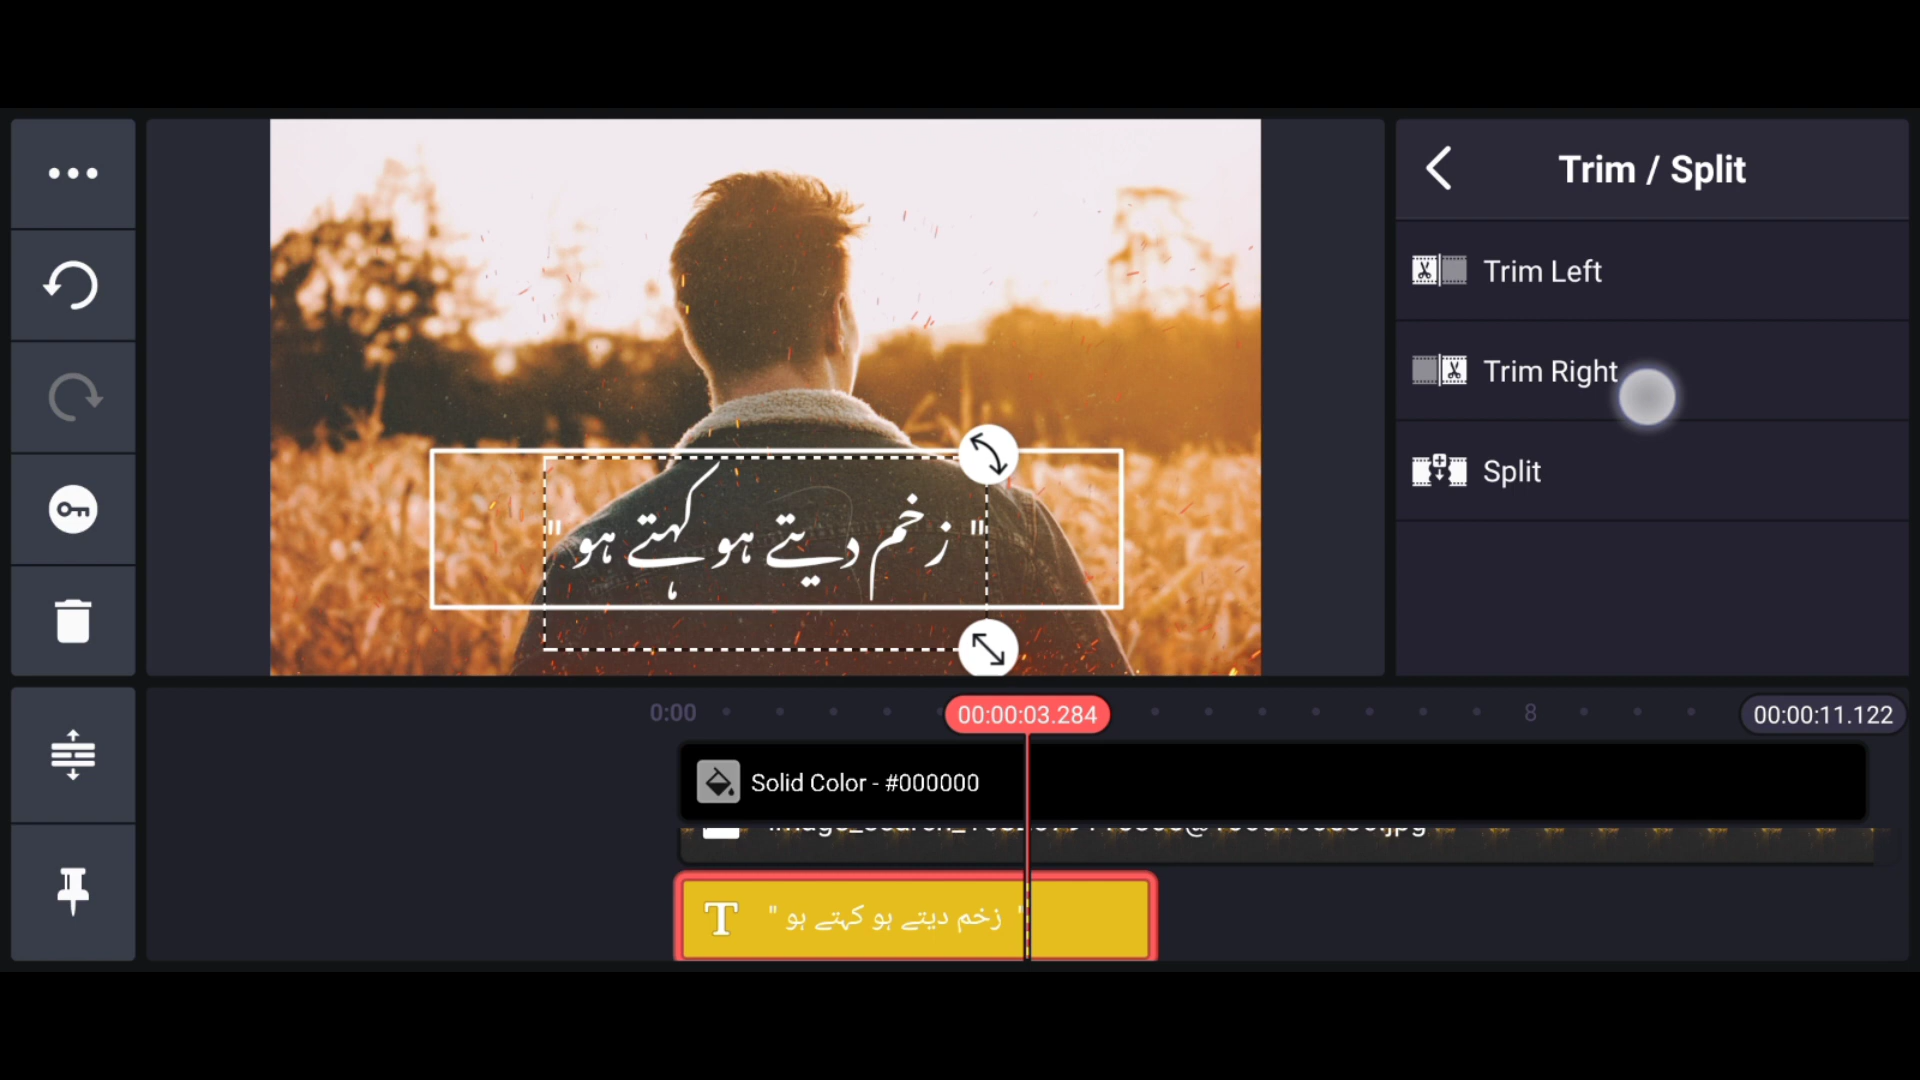 Trim / Split
Trim Left
Trim Right
Split
" زخم دیتے ہو کہتے ہو "
0:00
00:00:03.284
8
00:00:11.122
Solid Color - #000000
T
" زخم دیتے ہو کہتے ہو "